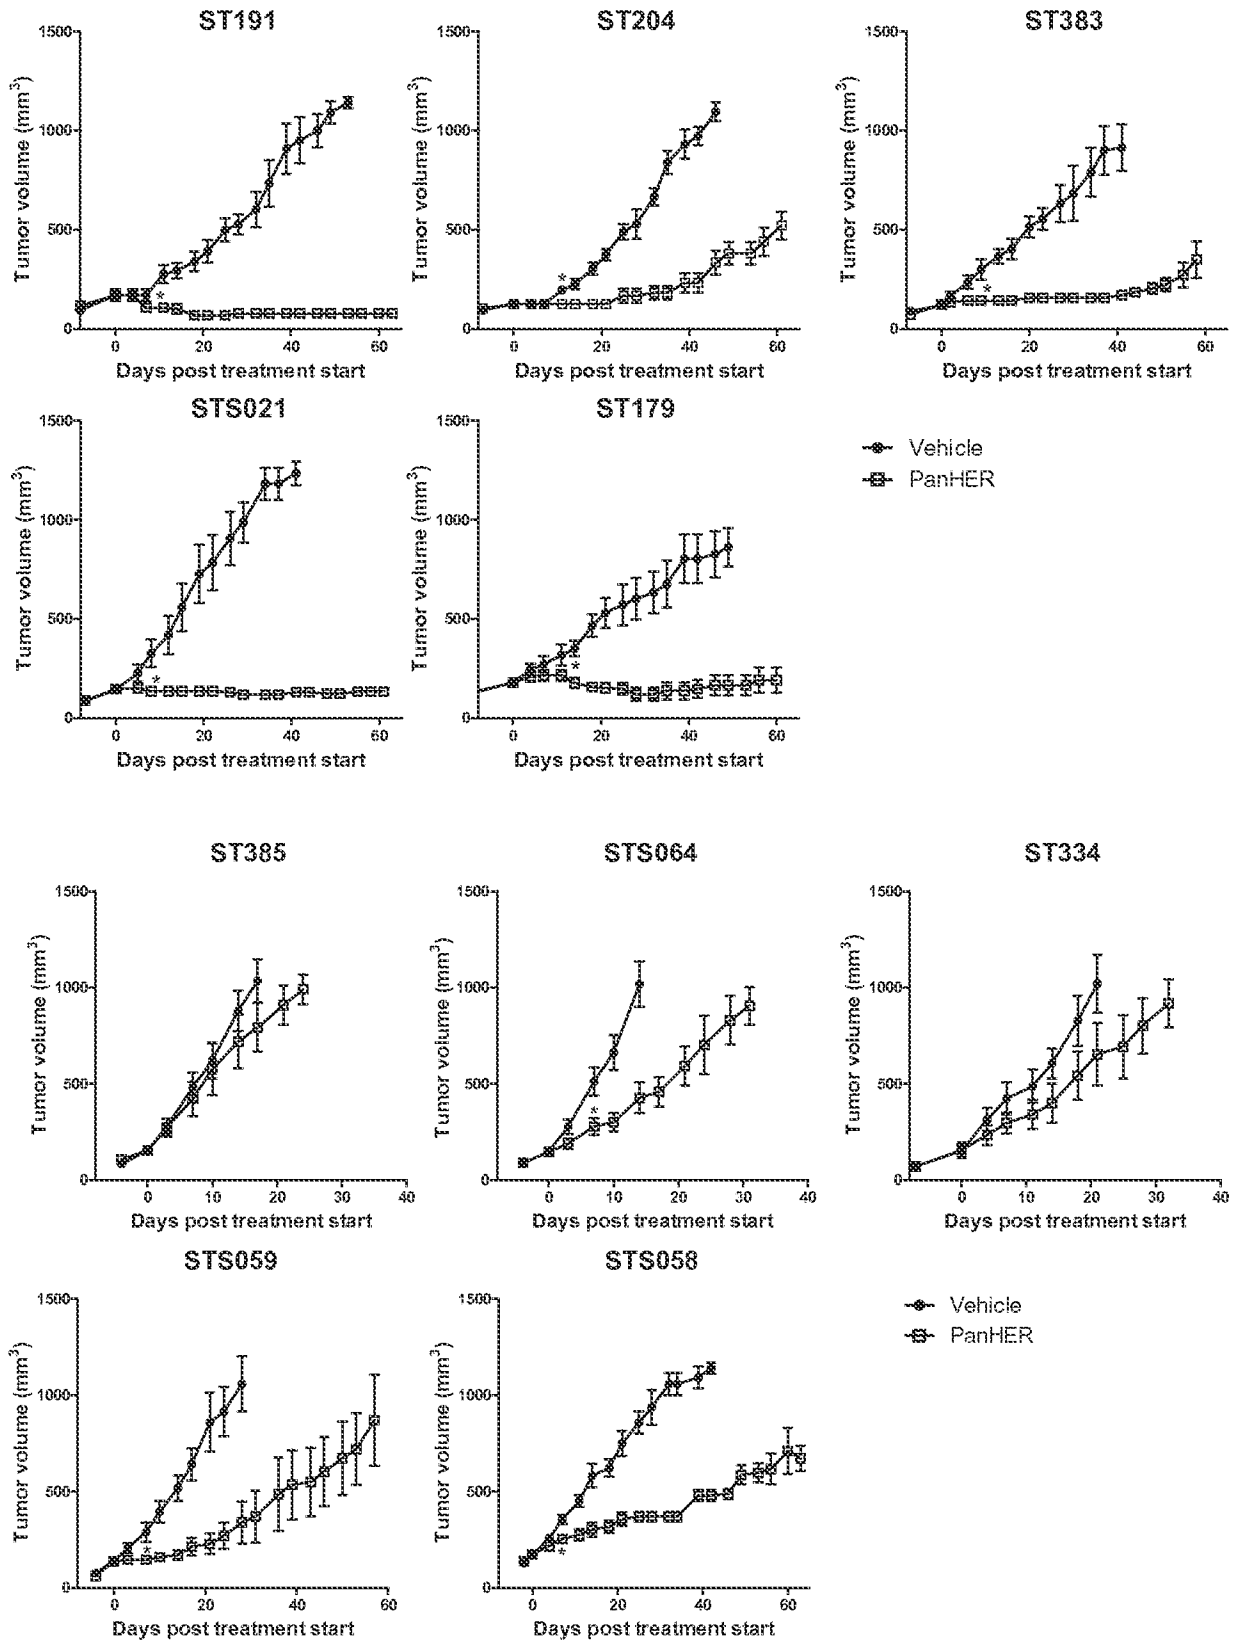 ST191
1500
1000
500
0
Tumor volume (mm³)
*
0 20 40 60
Days post treatment start
ST204
1500
1000
500
0
Tumor volume (mm³)
*
0 20 40 60
Days post treatment start
ST383
1500
1000
500
0
Tumor volume (mm³)
*
0 20 40 60
Days post treatment start
STS021
1500
1000
500
0
Tumor volume (mm³)
*
0 20 40 60
Days post treatment start
ST179
1500
1000
500
0
Tumor volume (mm³)
*
0 20 40 60
Days post treatment start
Vehicle
PanHER
ST385
1500
1000
500
0
Tumor volume (mm³)
0 10 20 30 40
Days post treatment start
STS064
1500
1000
500
0
Tumor volume (mm³)
*
0 10 20 30 40
Days post treatment start
ST334
1500
1000
500
0
Tumor volume (mm³)
0 10 20 30 40
Days post treatment start
STS059
1500
1000
500
0
Tumor volume (mm³)
*
0 20 40 60
Days post treatment start
STS058
1500
1000
500
0
Tumor volume (mm³)
*
0 20 40 60
Days post treatment start
Vehicle
PanHER